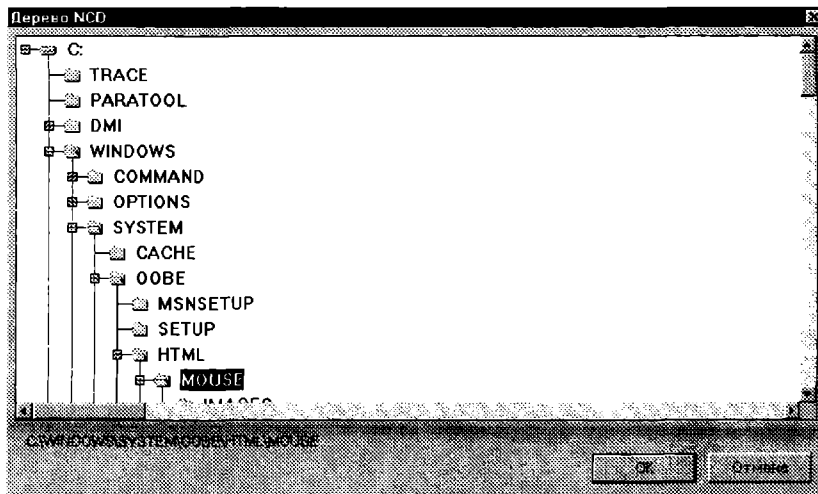 Дерево NCD
C:
TRACE
PARATOOL
DMI
WINDOWS
COMMAND
OPTIONS
SYSTEM
CACHE
OOBE
MSNSETUP
SETUP
HTML
MOUSE
IMAGES
C:\WINDOWS\SYSTEM\OOBE\HTML\MOUSE
OK
Отмена